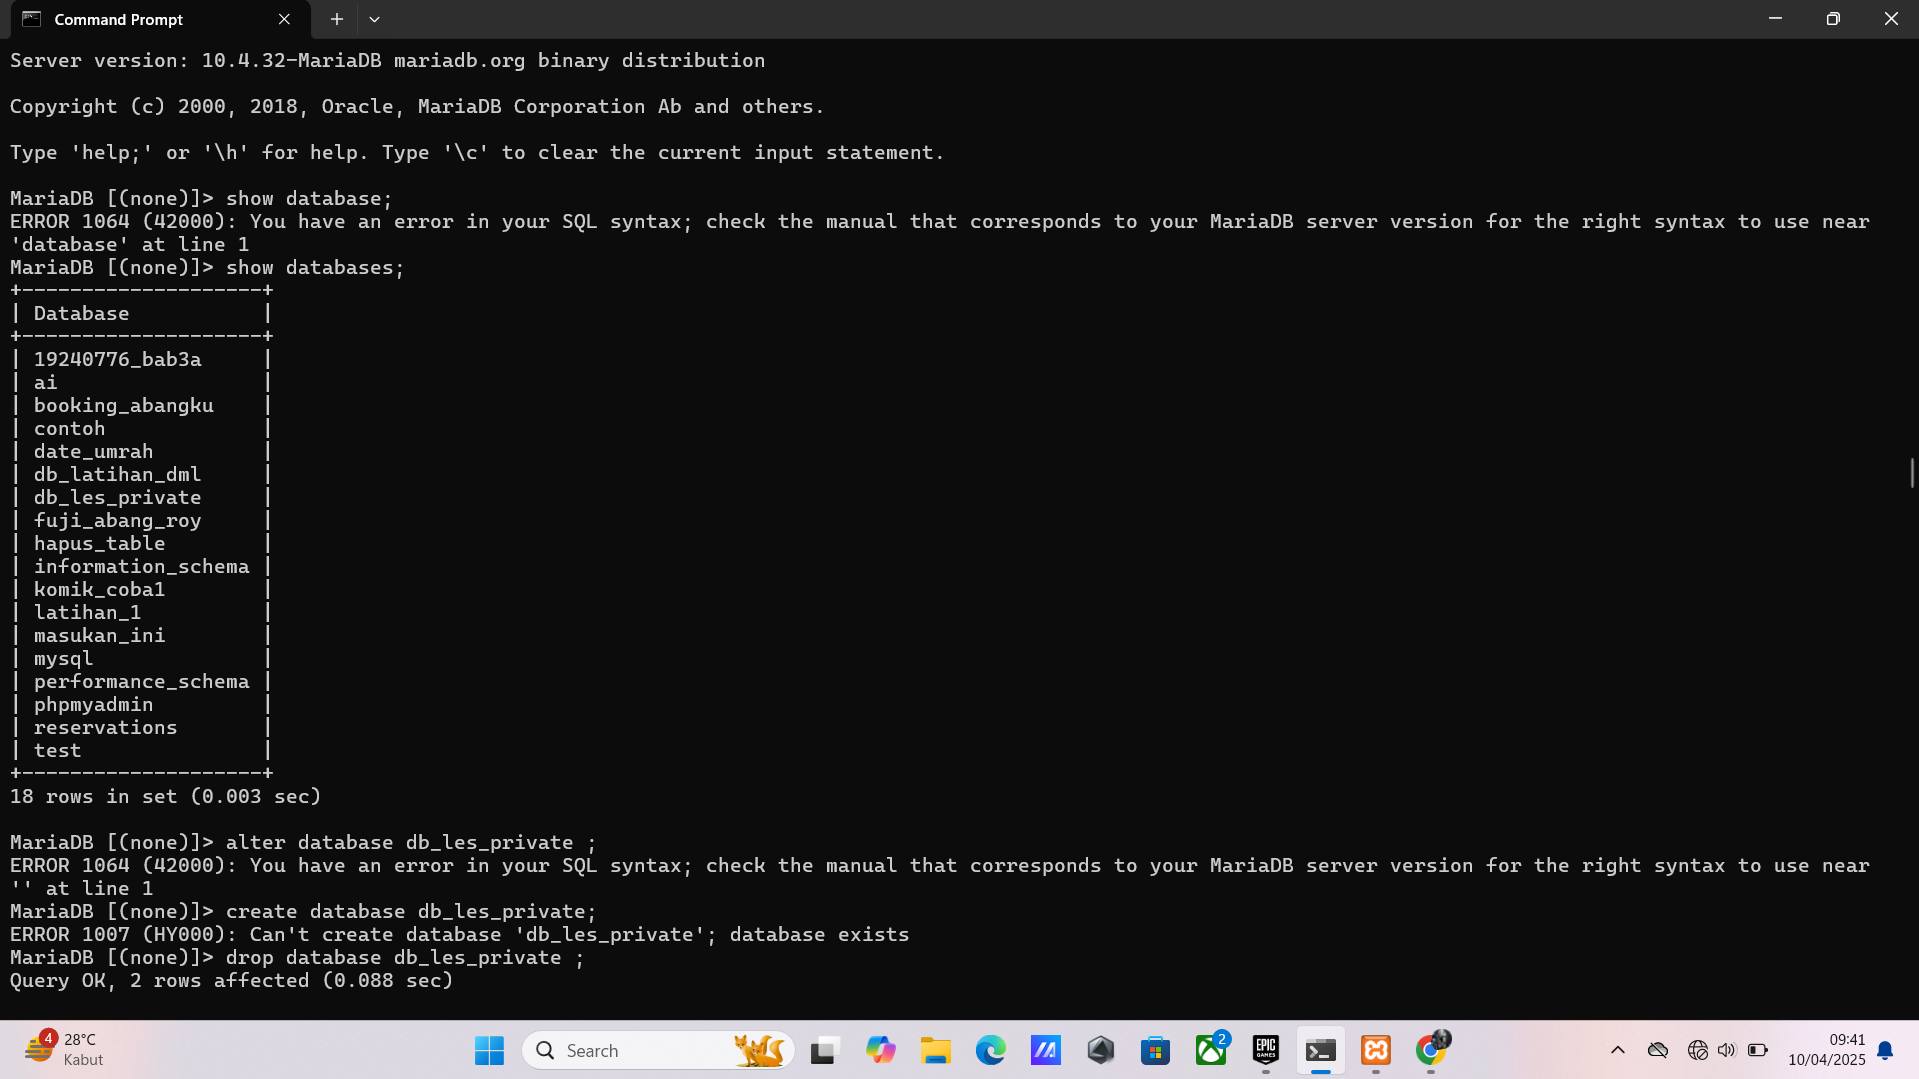 Command Prompt
Server version: 10.4.32-MariaDB mariadb.org binary distribution
Copyright (c) 2000, 2018, Oracle, MariaDB Corporation Ab and others.
Type 'help;' or '\h' for help. Type '\c' to clear the current input statement.
MariaDB [(none)]> show database;
ERROR 1064 (42000): You have an error in your SQL syntax; check the manual that corresponds to your MariaDB server version for the right syntax to use near
'database' at line 1
MariaDB [(none)]> show databases;
+--------------------+
| Database           |
+--------------------+
| 19240776_bab3a     |
| ai                 |
| booking_abangku    |
| contoh             |
| date_umrah         |
| db_latihan_dml     |
| db_les_private     |
| fuji_abang_roy     |
| hapus_table        |
| information_schema |
| komik_coba1        |
| latihan_1          |
| masukan_ini        |
| mysql              |
| performance_schema |
| phpmyadmin         |
| reservations       |
| test               |
+--------------------+
18 rows in set (0.003 sec)
MariaDB [(none)]> alter database db_les_private ;
ERROR 1064 (42000): You have an error in your SQL syntax; check the manual that corresponds to your MariaDB server version for the right syntax to use near
'' at line 1
MariaDB [(none)]> create database db_les_private;
ERROR 1007 (HY000): Can't create database 'db_les_private'; database exists
MariaDB [(none)]> drop database db_les_private ;
Query OK, 2 rows affected (0.088 sec)
4
28°C
Kabut
Search
2
EPIC
GAMES
09:41
10/04/2025